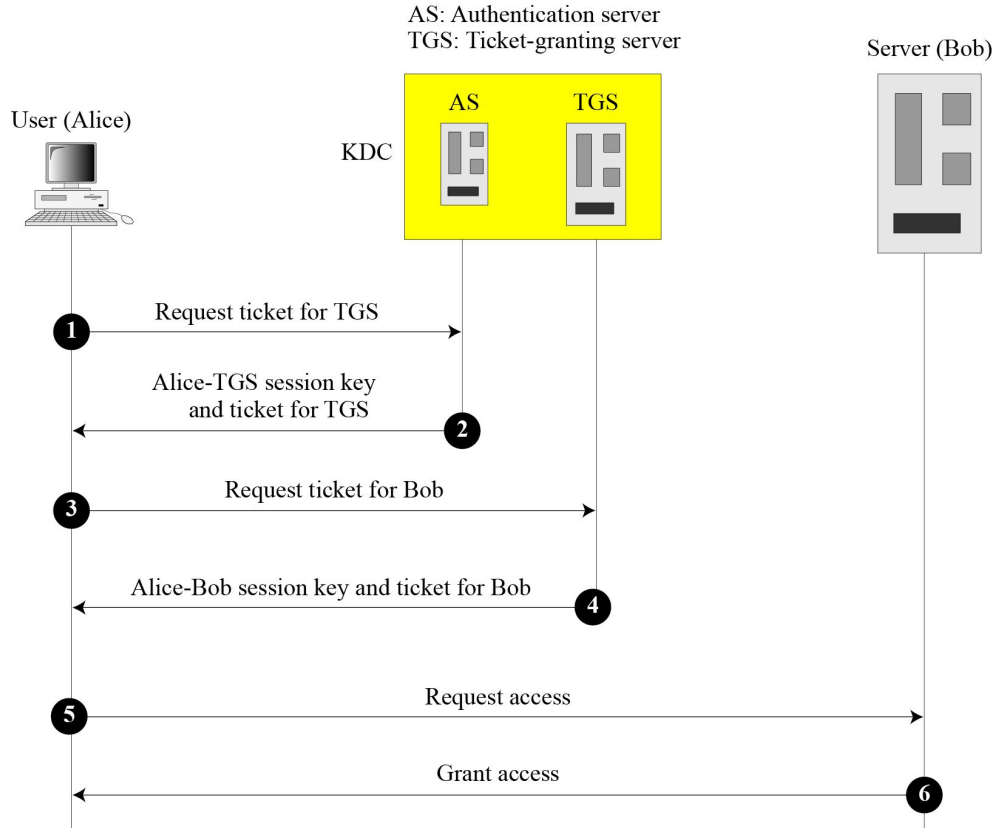 AS: Authentication server
TGS: Ticket-granting server
Server (Bob)
AS
TGS
User (Alice)
KDC
Request ticket for TGS
1
Alice-TGS session key
and ticket for TGS
2
Request ticket for Bob
3
Alice-Bob session key and ticket for Bob
4
Request access
5
Grant access
6